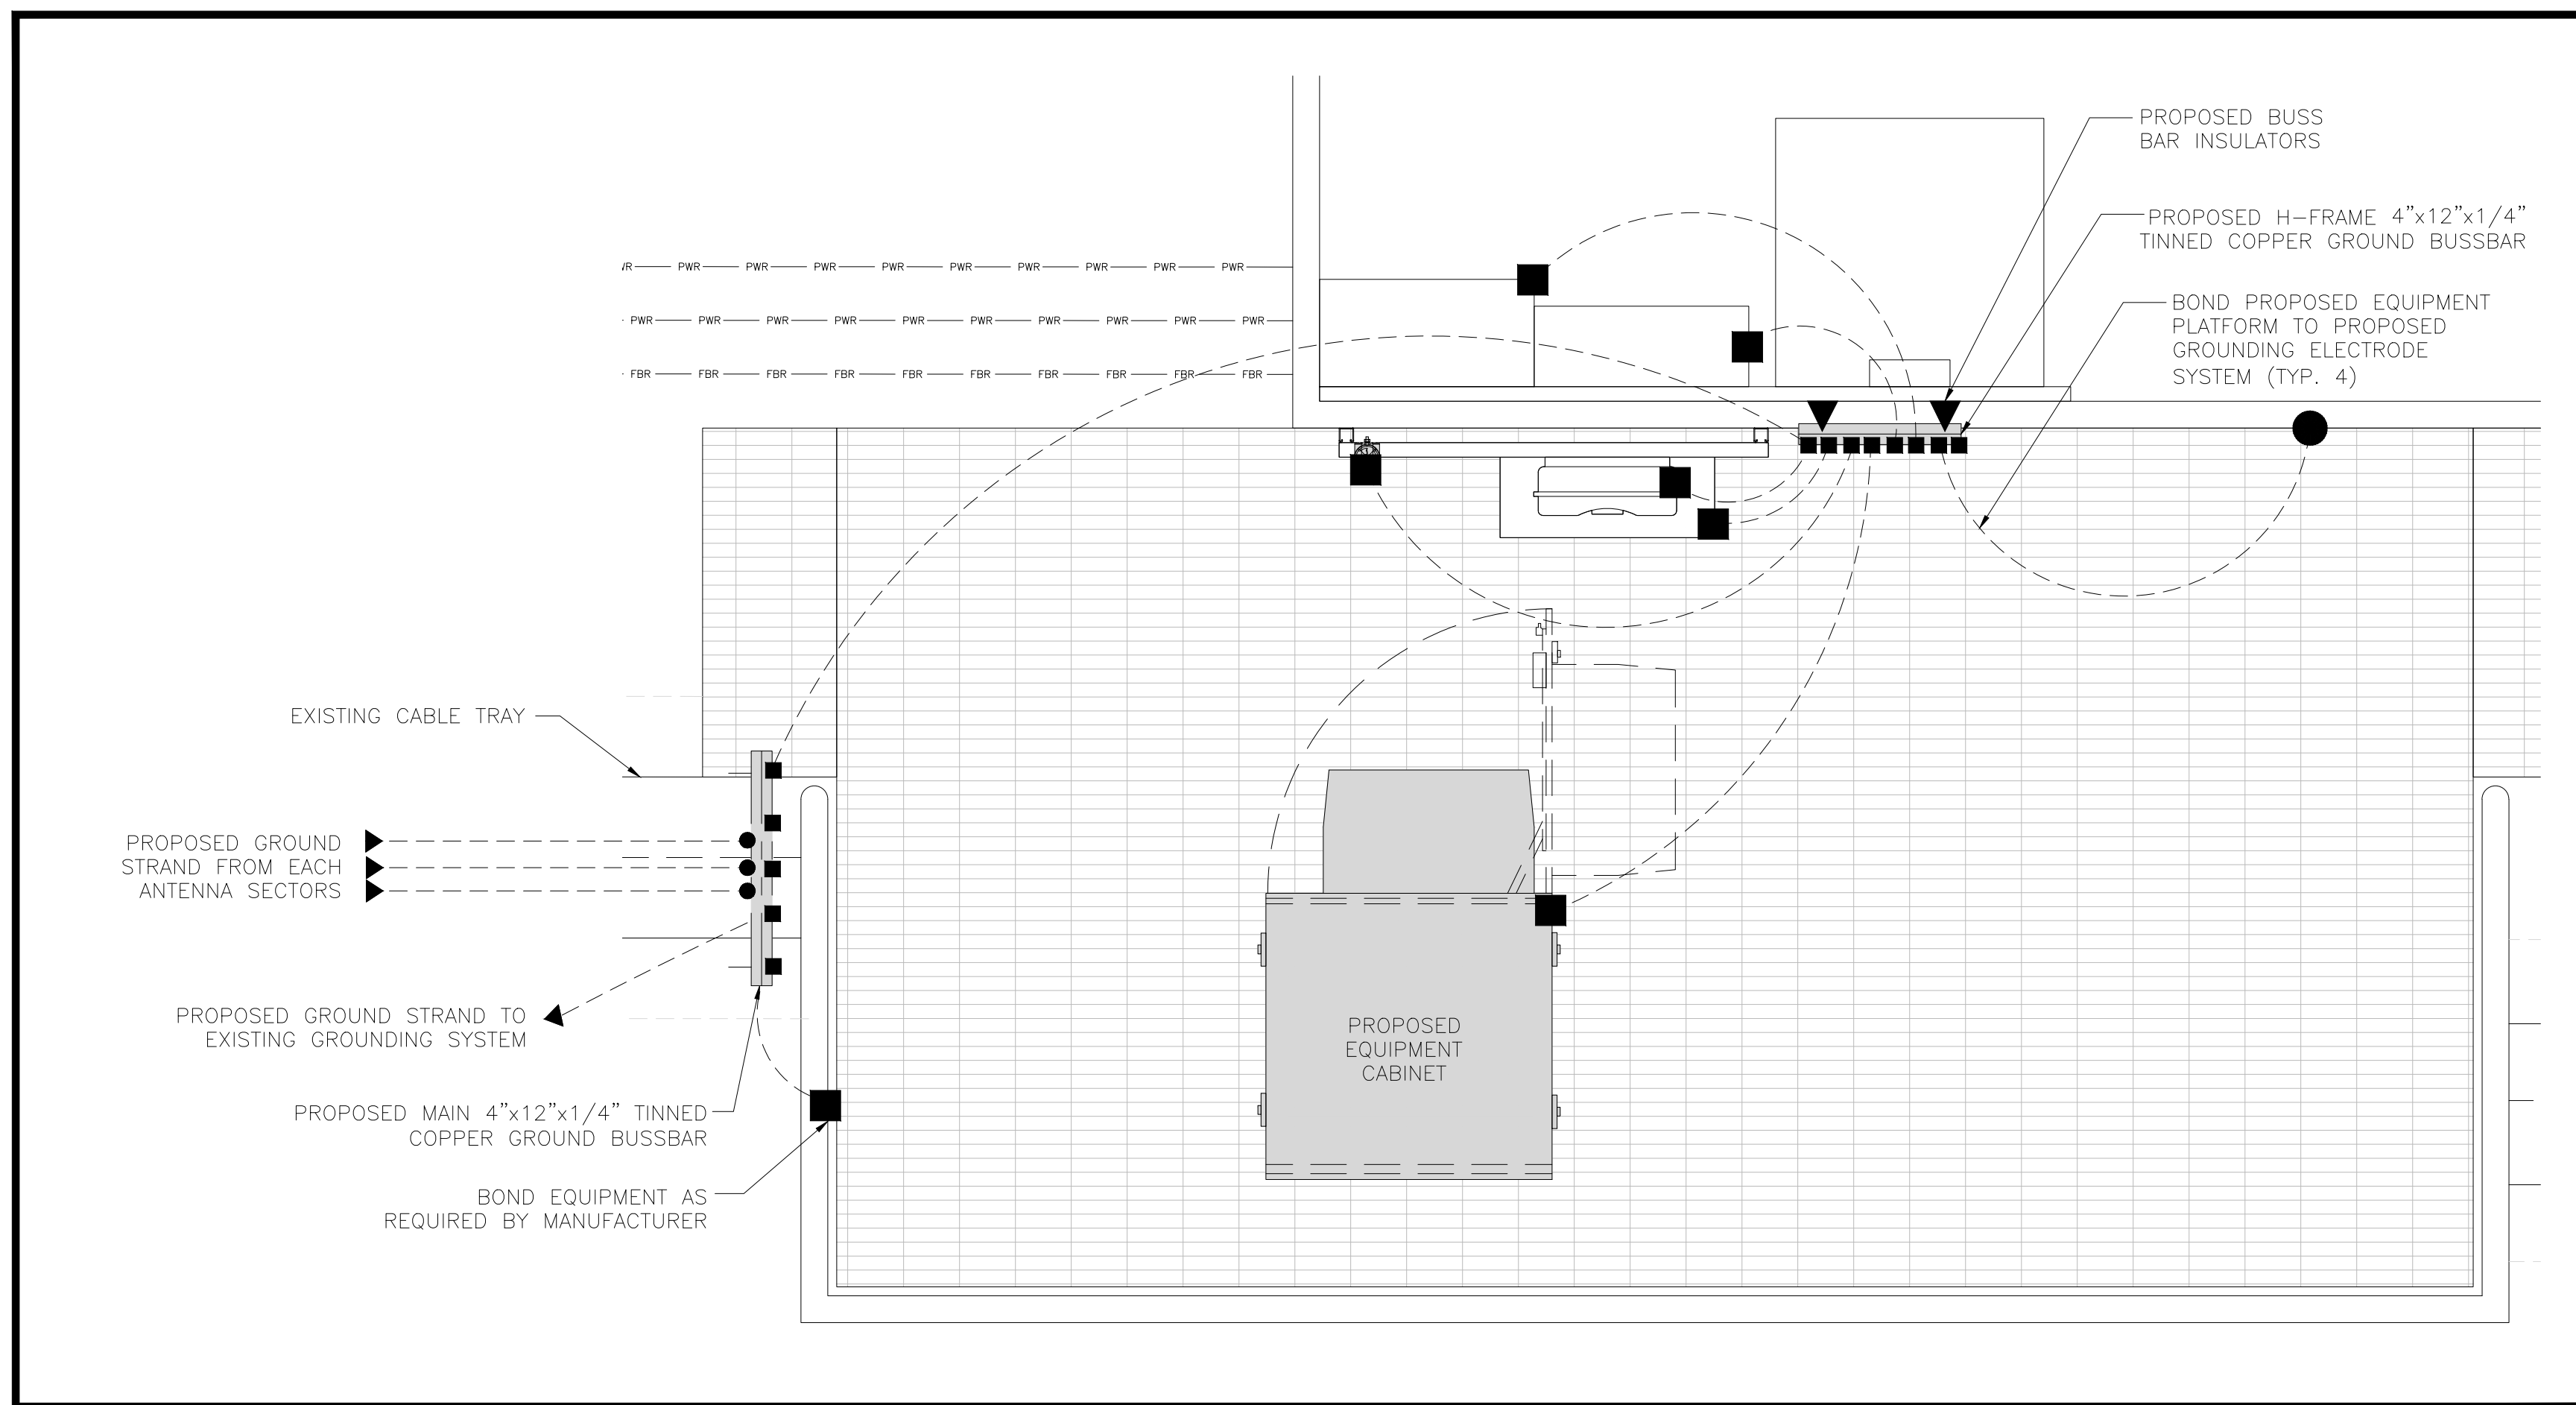 PROPOSED BUSS
BAR INSULATORS
PROPOSED H-FRAME 4"x12"x1/4"
TINNED COPPER GROUND BUSSBAR
BOND PROPOSED EQUIPMENT
PLATFORM TO PROPOSED
GROUNDING ELECTRODE
SYSTEM (TYP. 4)
PWR PWR PWR PWR PWR PWR PWR PWR PWR
PWR PWR PWR PWR PWR PWR PWR PWR PWR PWR
FBR FBR FBR FBR FBR FBR FBR FBR FBR FBR
EXISTING CABLE TRAY
PROPOSED GROUND
STRAND FROM EACH
ANTENNA SECTORS
PROPOSED GROUND STRAND TO
EXISTING GROUNDING SYSTEM
PROPOSED MAIN 4"x12"x1/4" TINNED
COPPER GROUND BUSSBAR
BOND EQUIPMENT AS
REQUIRED BY MANUFACTURER
PROPOSED
EQUIPMENT
CABINET